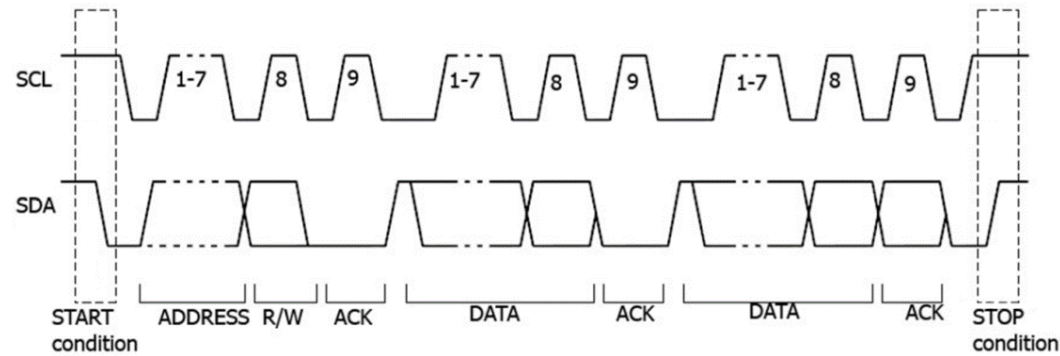 SCL
1-7 8 9 1-7 8 9 1-7 8 9
SDA
START
condition
ADDRESS R/W ACK DATA ACK DATA ACK
STOP
condition